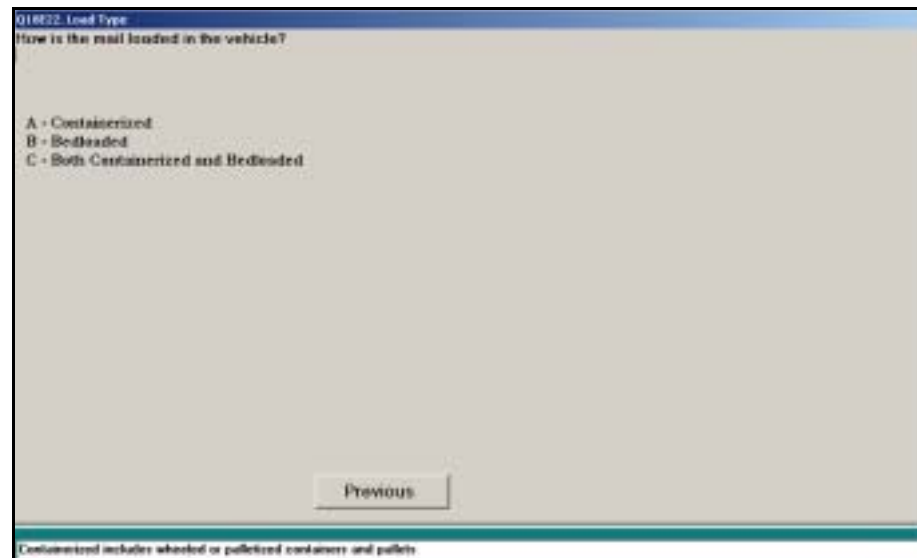 Q18E22. Load Type
How is the mail loaded in the vehicle?
A - Containerized
B - Bedloaded
C - Both Containerized and Bedloaded
Previous
Containerized includes wheeled or palletized containers and pallets